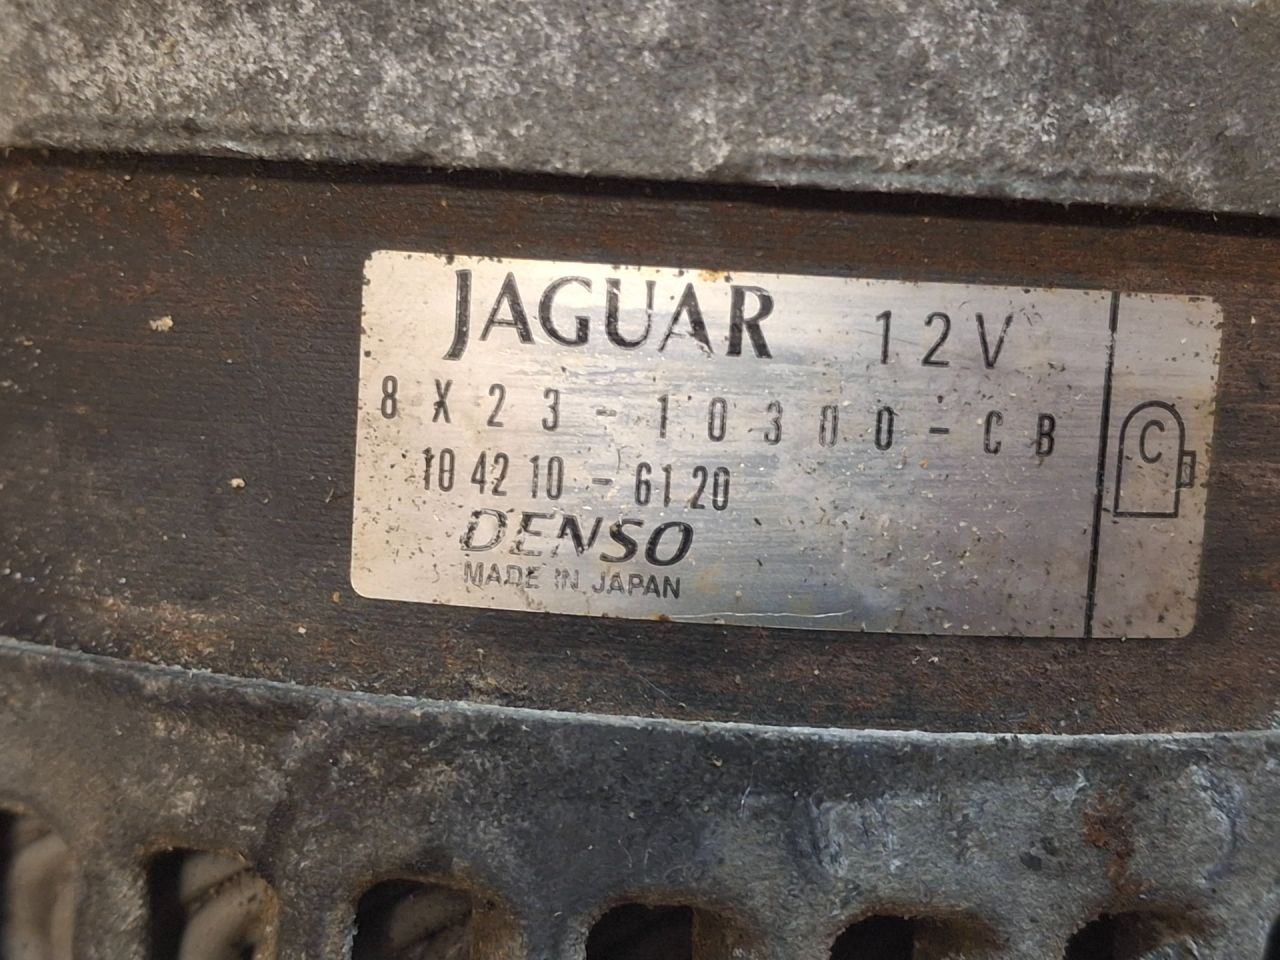 JAGUAR 12V
8X23-10300-CB
104210-6120
DENSO
MADE IN JAPAN
C